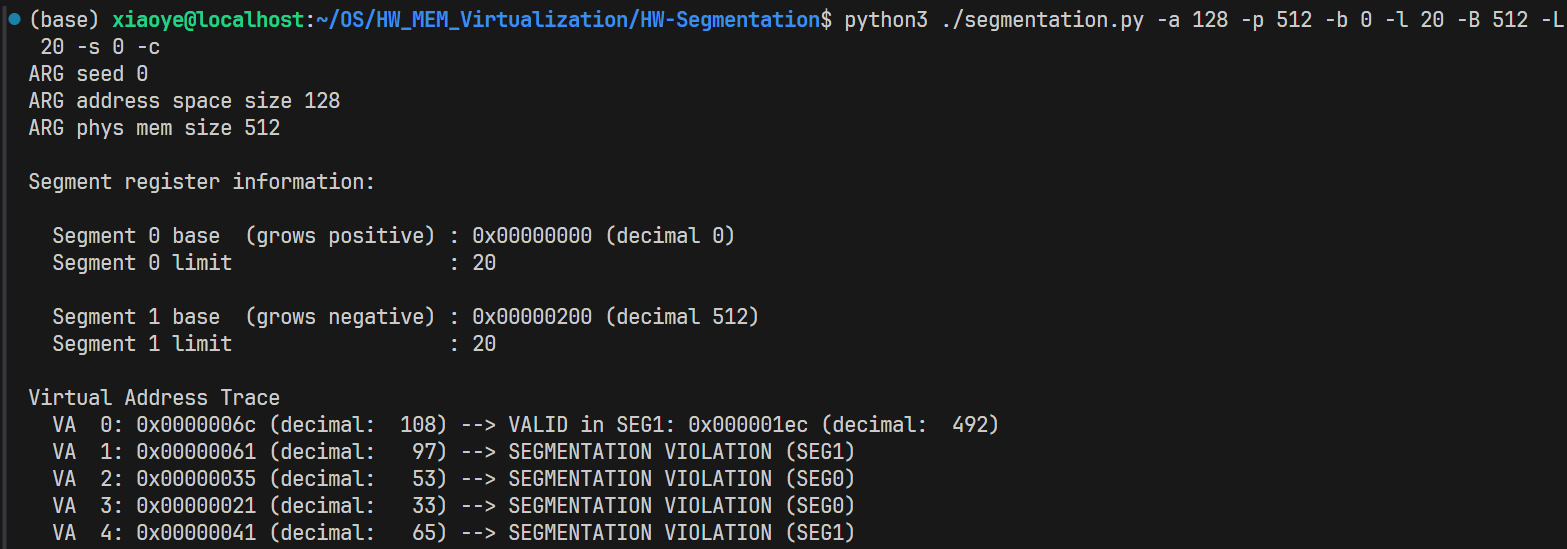 (base) xiaoye@localhost:~/OS/HW_MEM_Virtualization/HW-Segmentation$ python3 ./segmentation.py -a 128 -p 512 -b 0 -l 20 -B 512 -L
 20 -s 0 -c
ARG seed 0
ARG address space size 128
ARG phys mem size 512

Segment register information:

  Segment 0 base  (grows positive) : 0x00000000 (decimal 0)
  Segment 0 limit                  : 20

  Segment 1 base  (grows negative) : 0x00000200 (decimal 512)
  Segment 1 limit                  : 20

Virtual Address Trace
  VA  0: 0x0000006c (decimal:  108) --> VALID in SEG1: 0x000001ec (decimal:  492)
  VA  1: 0x00000061 (decimal:   97) --> SEGMENTATION VIOLATION (SEG1)
  VA  2: 0x00000035 (decimal:   53) --> SEGMENTATION VIOLATION (SEG0)
  VA  3: 0x00000021 (decimal:   33) --> SEGMENTATION VIOLATION (SEG0)
  VA  4: 0x00000041 (decimal:   65) --> SEGMENTATION VIOLATION (SEG1)